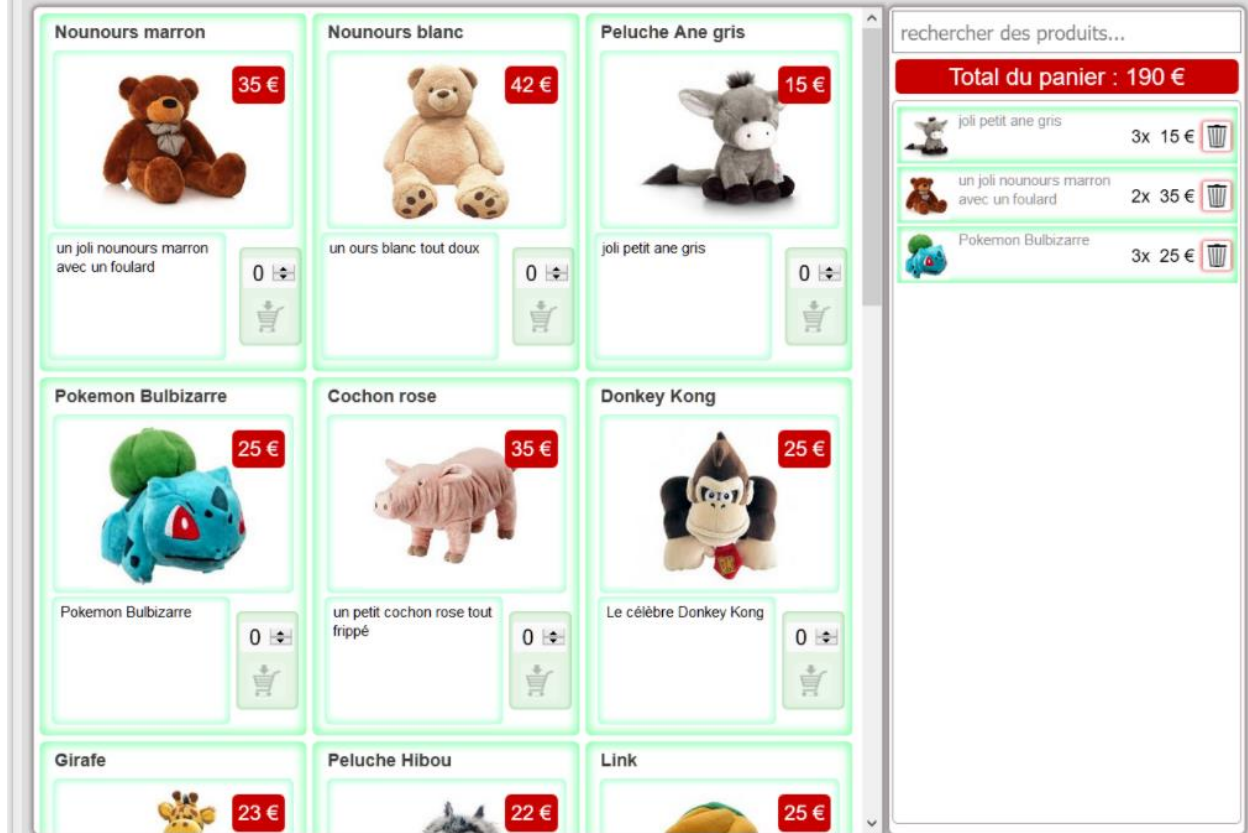 Nounours marron
35 €
un joli nounours marron
avec un foulard
0
Nounours blanc
42 €
un ours blanc tout doux
0
Peluche Ane gris
15 €
joli petit ane gris
0
Pokemon Bulbizarre
25 €
Pokemon Bulbizarre
0
Cochon rose
35 €
un petit cochon rose tout
frippé
0
Donkey Kong
25 €
Le célèbre Donkey Kong
0
Girafe
23 €
Peluche Hibou
22 €
Link
25 €
rechercher des produits...
Total du panier : 190 €
joli petit ane gris
3x 15 €
un joli nounours marron
avec un foulard
2x 35 €
Pokemon Bulbizarre
3x 25 €